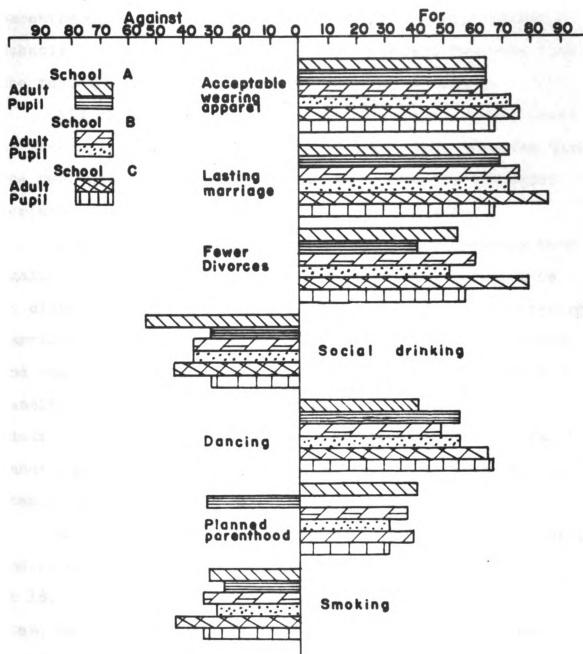 Against For
90 80 70 60 50 40 30 20 10 0 10 20 30 40 50 60 70 80 90
School A
Adult
Pupil
School B
Adult
Pupil
School C
Adult
Pupil
Acceptable
wearing
apparel
Lasting
marriage
Fewer
Divorces
Social drinking
Dancing
Planned
parenthood
Smoking